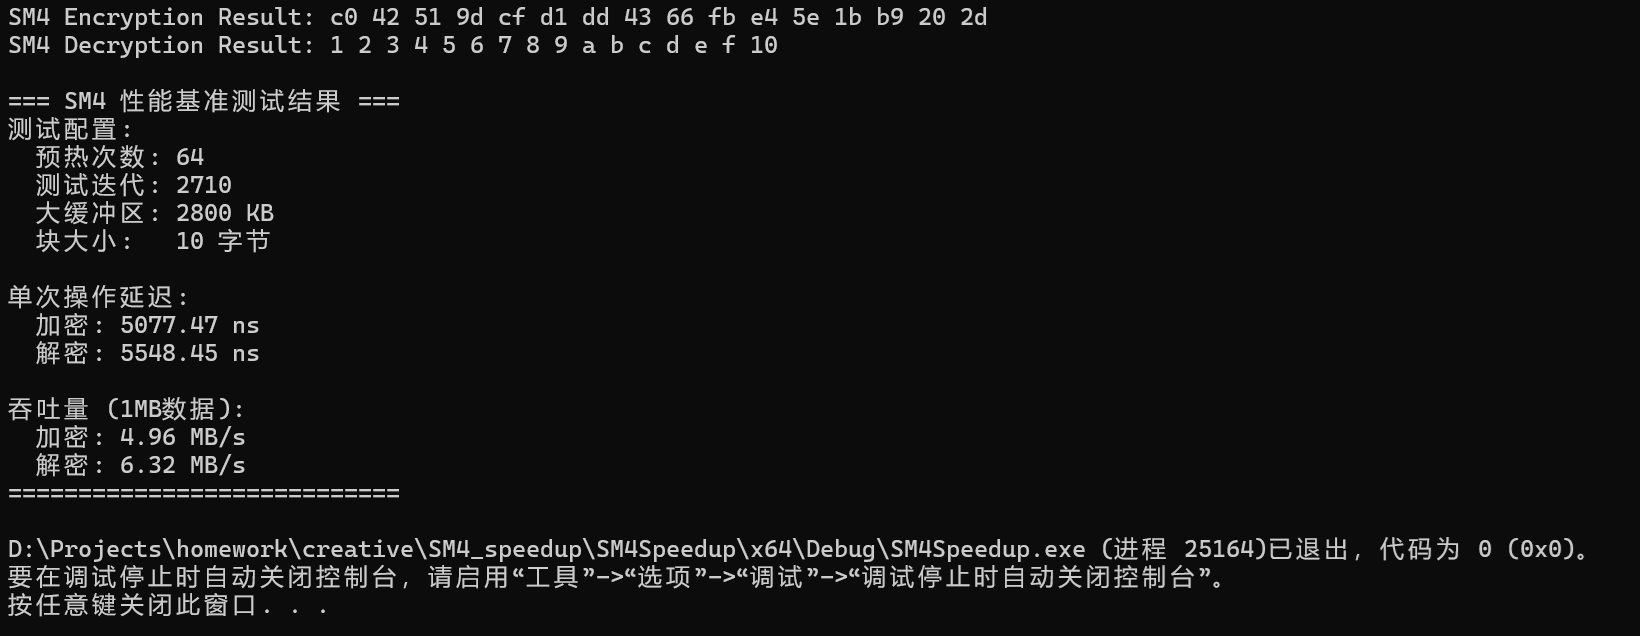 SM4 Encryption Result: c0 42 51 9d cf d1 dd 43 66 fb e4 5e 1b b9 20 2d
SM4 Decryption Result: 1 2 3 4 5 6 7 8 9 a b c d e f 10
=== SM4 性能基准测试结果 ===
测试配置:
  预热次数: 64
  测试迭代: 2710
  大缓冲区: 2800 KB
  块大小:   10 字节
单次操作延迟:
  加密: 5077.47 ns
  解密: 5548.45 ns
吞吐量 (1MB数据):
  加密: 4.96 MB/s
  解密: 6.32 MB/s
============================
D:\Projects\homework\creative\SM4_speedup\SM4Speedup\x64\Debug\SM4Speedup.exe (进程 25164)已退出，代码为 0 (0x0)。
要在调试停止时自动关闭控制台，请启用“工具”->“选项”->“调试”->“调试停止时自动关闭控制台”。
按任意键关闭此窗口. . .